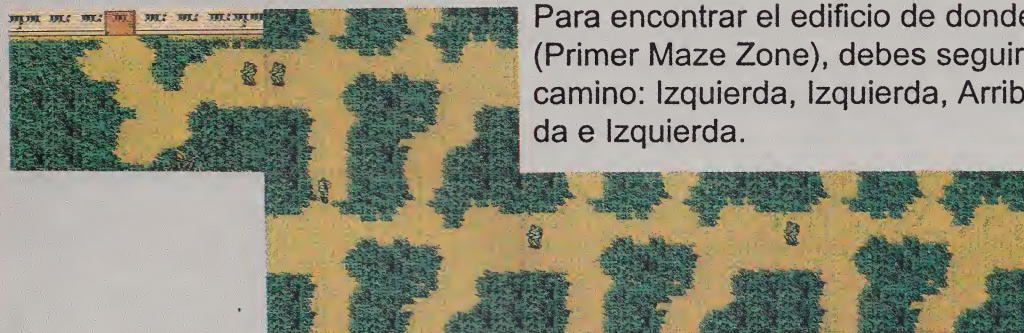 Para encontrar el edificio de donde
(Primer Maze Zone), debes seguir
camino: Izquierda, Izquierda, Arrib
da e Izquierda.